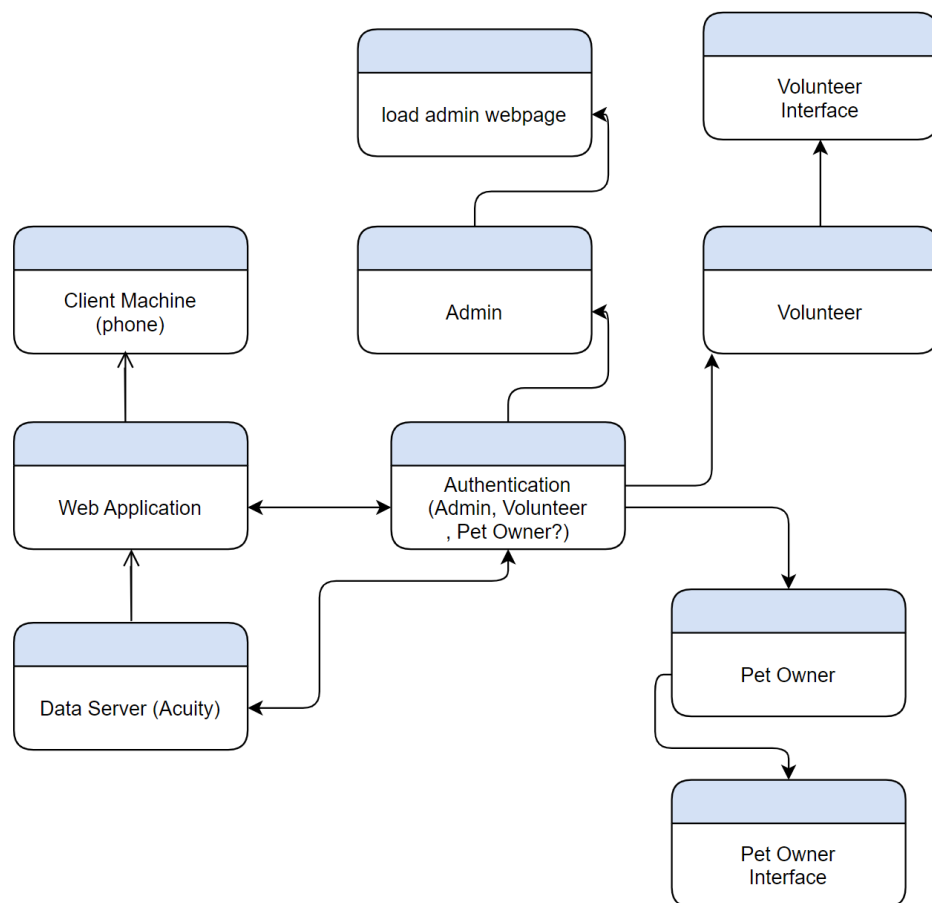 load admin webpage
Volunteer
Interface
Client Machine
(phone)
Admin
Volunteer
Web Application
Authentication
(Admin, Volunteer
, Pet Owner?)
Data Server (Acuity)
Pet Owner
Pet Owner
Interface